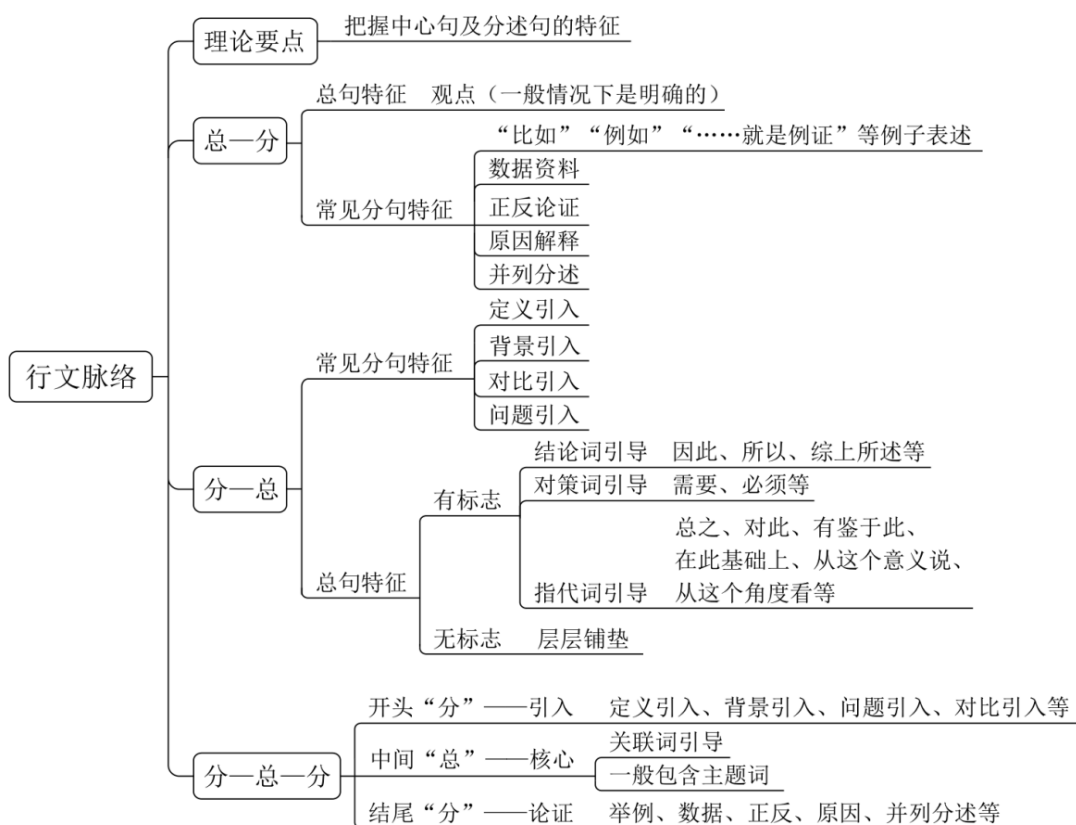 理论要点
把握中心句及分述句的特征
总—分
总句特征 观点（一般情况下是明确的）
常见分句特征
“比如”“例如”“……就是例证”等例子表述
数据资料
正反论证
原因解释
并列分述
行文脉络
分—总
常见分句特征
定义引入
背景引入
对比引入
问题引入
总句特征
有标志
结论词引导 因此、所以、综上所述等
对策词引导 需要、必须等
指代词引导
总之、对此、有鉴于此、
在此基础上、从这个意义说、
从这个角度看等
无标志 层层铺垫
分—总—分
开头“分”——引入 定义引入、背景引入、问题引入、对比引入等
中间“总”——核心
关联词引导
一般包含主题词
结尾“分”——论证 举例、数据、正反、原因、并列分述等